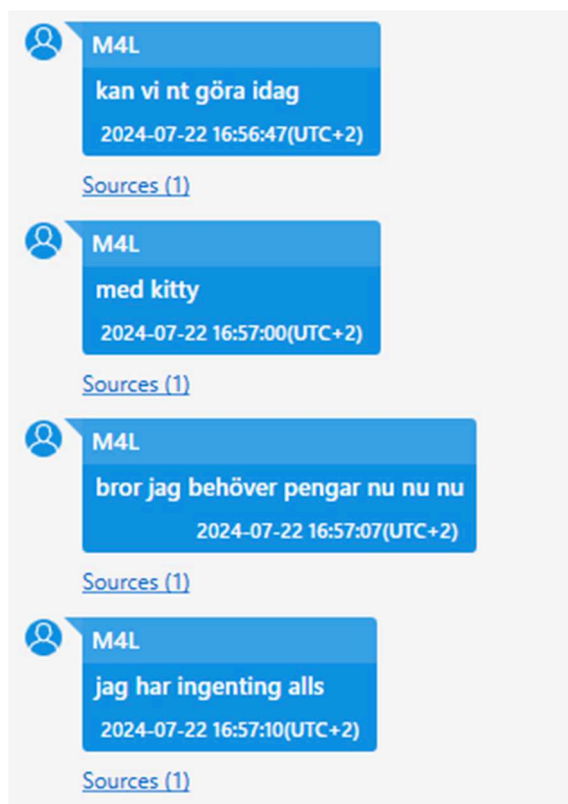 M4L
kan vi nt göra idag
2024-07-22 16:56:47(UTC+2)
Sources (1)
M4L
med kitty
2024-07-22 16:57:00(UTC+2)
Sources (1)
M4L
bror jag behöver pengar nu nu nu
2024-07-22 16:57:07(UTC+2)
Sources (1)
M4L
jag har ingenting alls
2024-07-22 16:57:10(UTC+2)
Sources (1)